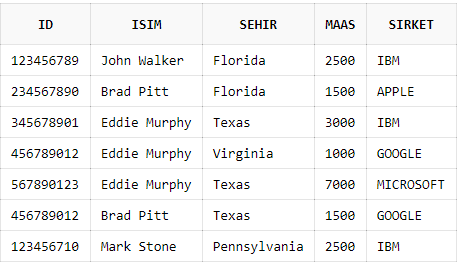 ID ISIM SEHIR MAAS SIRKET
123456789 John Walker Florida 2500 IBM
234567890 Brad Pitt Florida 1500 APPLE
345678901 Eddie Murphy Texas 3000 IBM
456789012 Eddie Murphy Virginia 1000 GOOGLE
567890123 Eddie Murphy Texas 7000 MICROSOFT
456789012 Brad Pitt Texas 1500 GOOGLE
123456710 Mark Stone Pennsylvania 2500 IBM